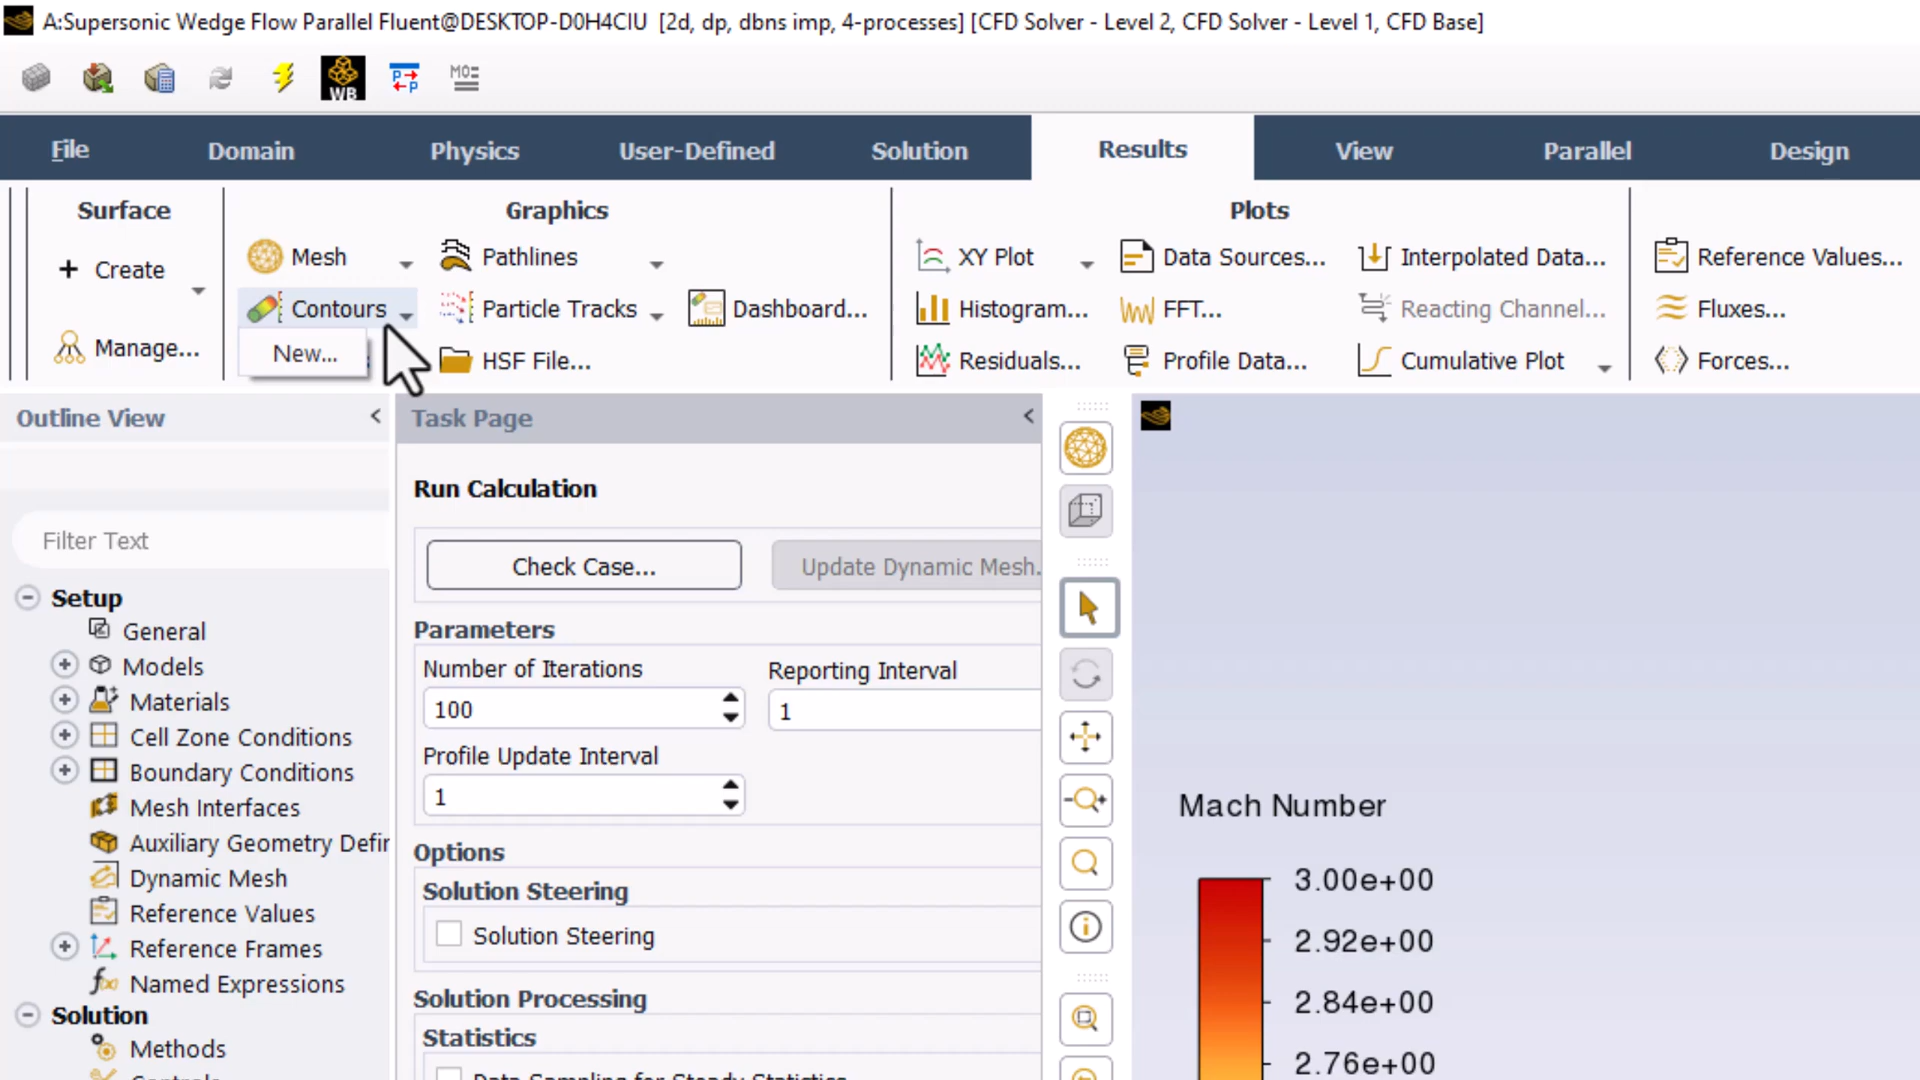 A:Supersonic Wedge Flow Parallel Fluent@DESKTOP-D0H4CIU [2d, dp, dbns imp, 4-processes] [CFD Solver - Level 2, CFD Solver - Level 1, CFD Base]
WB
P P
MO=
File Domain Physics User-Defined Solution Results View Parallel Design
Surface Graphics Plots
+ Create
Manage...
Mesh
Contours
New...
Pathlines
Particle Tracks
HSF File...
Dashboard...
XY Plot
Histogram...
Residuals...
Data Sources...
FFT...
Profile Data...
Interpolated Data...
Reacting Channel...
Cumulative Plot
Reference Values...
Fluxes...
Forces...
Outline View <
Filter Text
Setup
General
Models
Materials
Cell Zone Conditions
Boundary Conditions
Mesh Interfaces
Auxiliary Geometry Defin
Dynamic Mesh
Reference Values
Reference Frames
Named Expressions
Solution
Methods
Task Page <
Run Calculation
Check Case... Update Dynamic Mesh.
Parameters
Number of Iterations Reporting Interval
100 1
Profile Update Interval
1
Options
Solution Steering
Solution Steering
Solution Processing
Statistics
Data Sampling for Steady Statistics
Mach Number
3.00e+00
2.92e+00
2.84e+00
2.76e+00